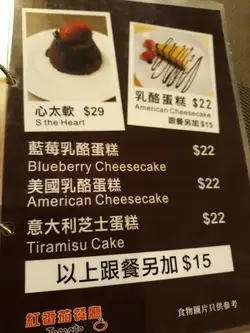 心太軟 $29
S the Heart
乳酪蛋糕 $22
American Cheesecake
跟餐另加$15
藍莓乳酪蛋糕 $22
Blueberry Cheesecake
美國乳酪蛋糕 $22
American Cheesecake
意大利芝士蛋糕 $22
Tiramisu Cake
以上跟餐另加 $15
紅番茄餐廳
Tomato
食物圖片只供參考